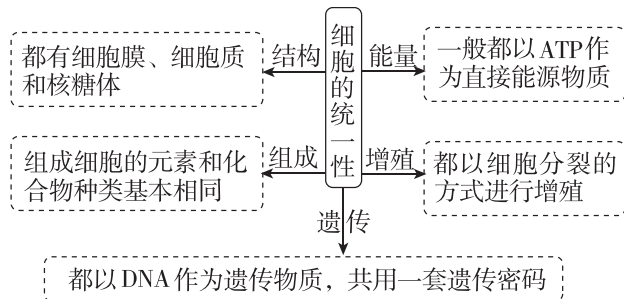 都有细胞膜、细胞质
和核糖体
结构
细胞的统一性
能量
一般都以ATP作
为直接能源物质
组成细胞的元素和化
合物种类基本相同
组成
增殖
都以细胞分裂的
方式进行增殖
遗传
都以DNA作为遗传物质，共用一套遗传密码